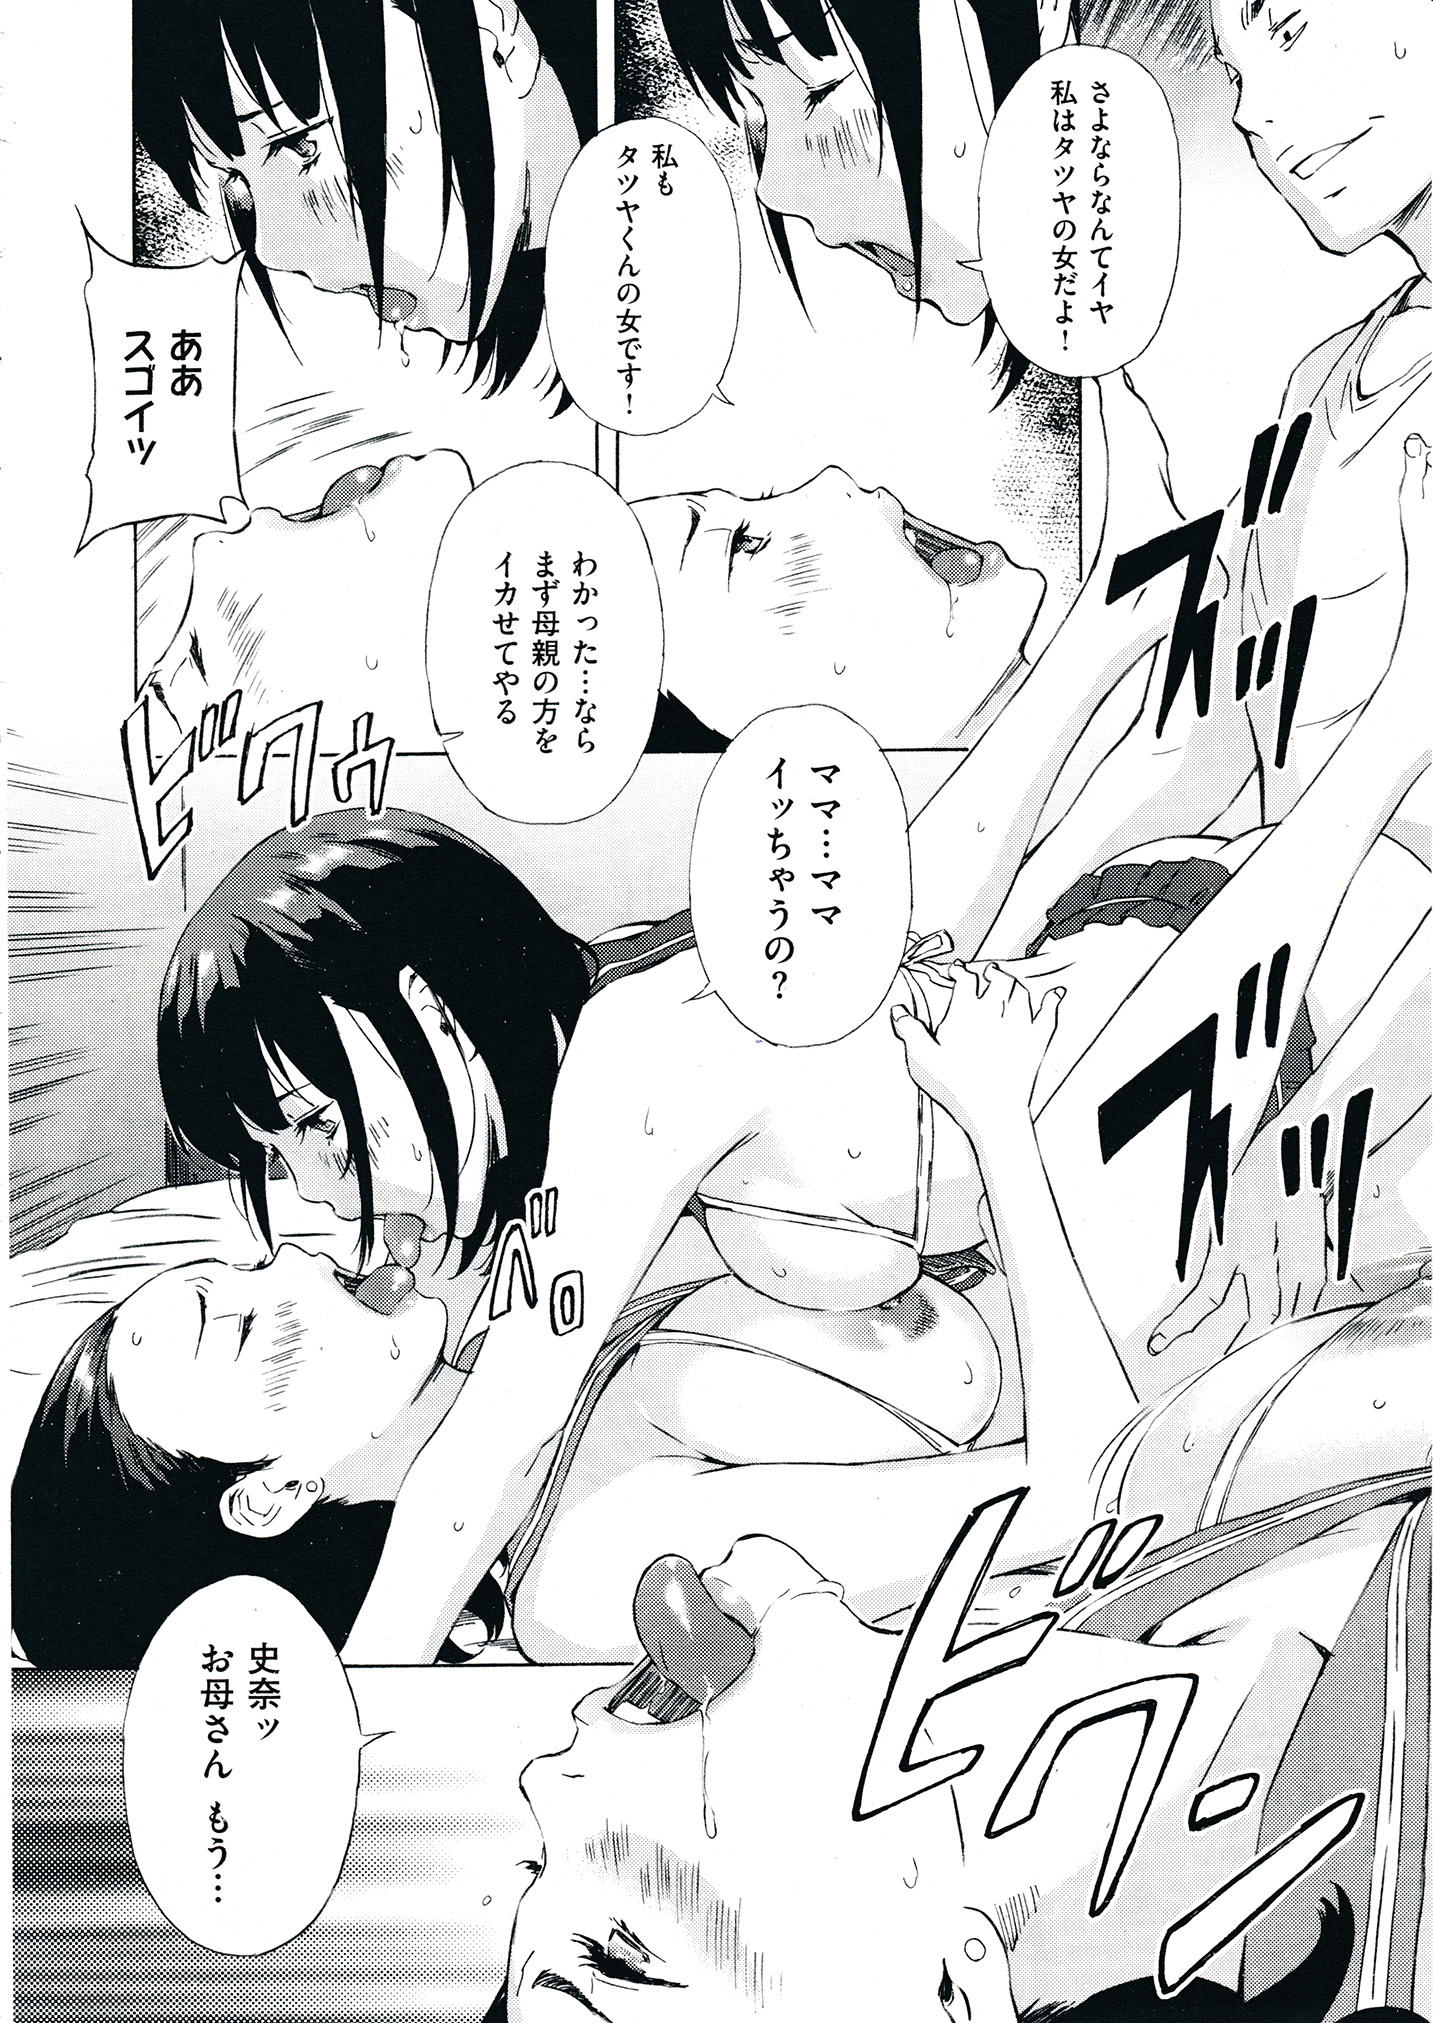 さよならなんてイヤ
私はタツヤの女だよ！
私も
タツヤくんの女です！
ああ
スゴイッ
わかった…なら
まず母親の方を
イカせてやる
ズッ
ズッ
ビクゥ
ママ…ママ
イッちゃうの？
ベロ
ビクン
史奈ッ
お母さん もう…